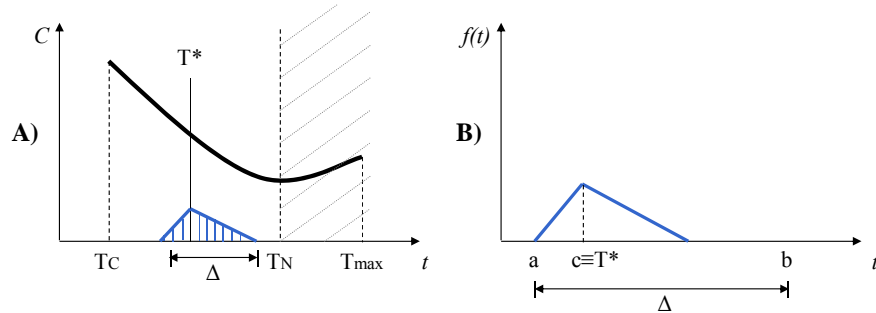 A)
C
T*
TC
Δ
TN
Tmax
t
B)
f(t)
a
c≡T*
b
Δ
t